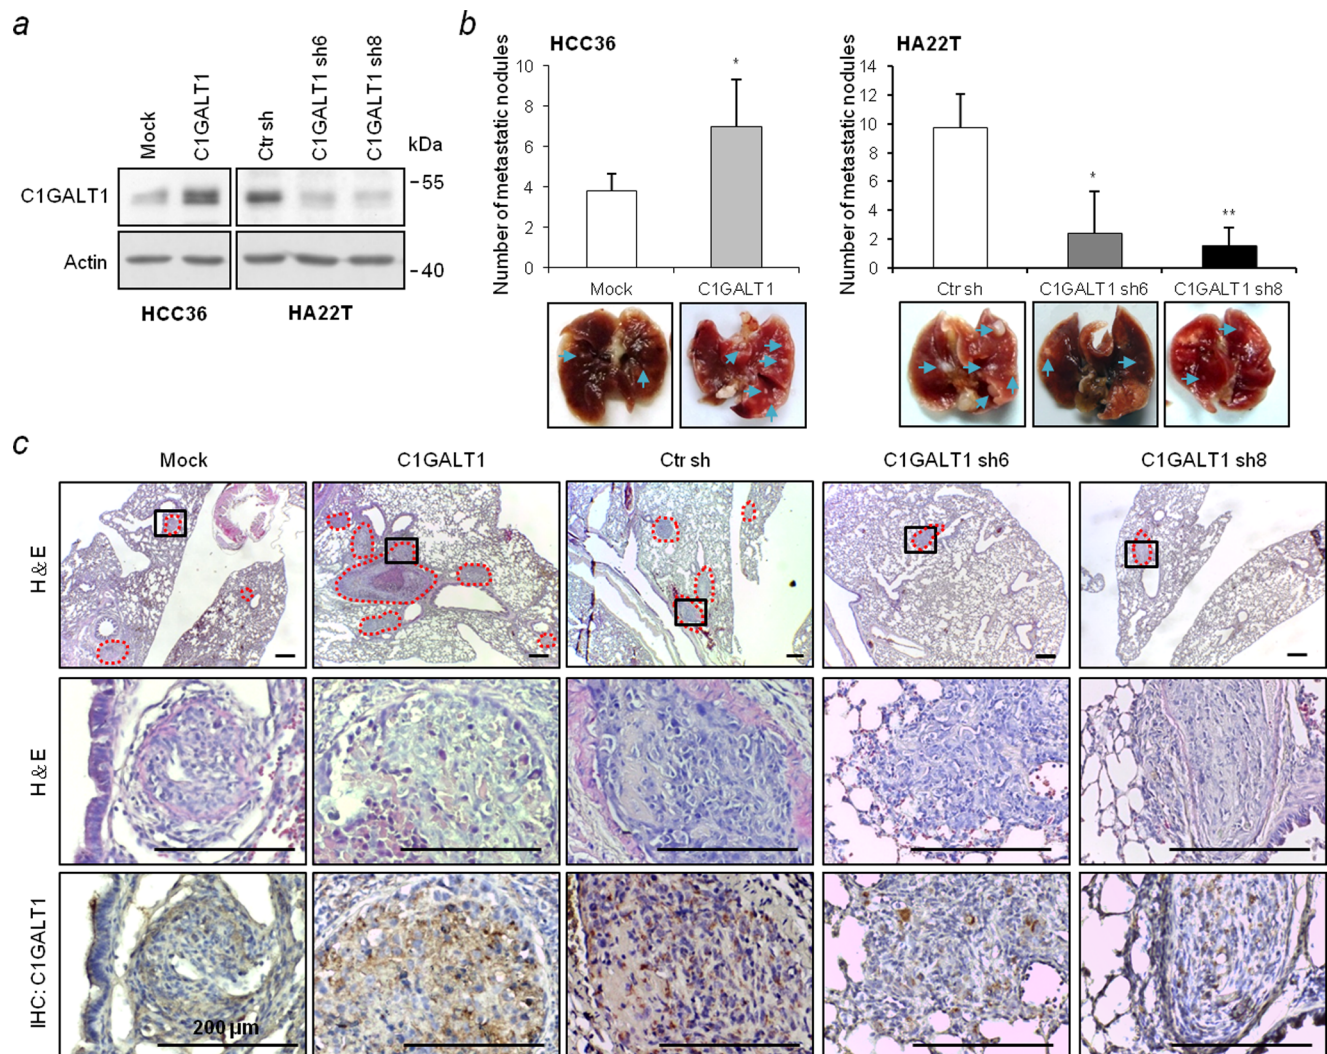 a
Mock
C1GALT1
Ctr sh
C1GALT1 sh6
C1GALT1 sh8
kDa
C1GALT1
55
Actin
40
HCC36
HA22T
b
HCC36
Number of metastatic nodules
10
8
6
4
2
0
Mock
C1GALT1
*
HA22T
Number of metastatic nodules
14
12
10
8
6
4
2
0
*
**
Ctr sh
C1GALT1 sh6
C1GALT1 sh8
c
Mock
C1GALT1
Ctr sh
C1GALT1 sh6
C1GALT1 sh8
H & E
H & E
IHC: C1GALT1
200 µm